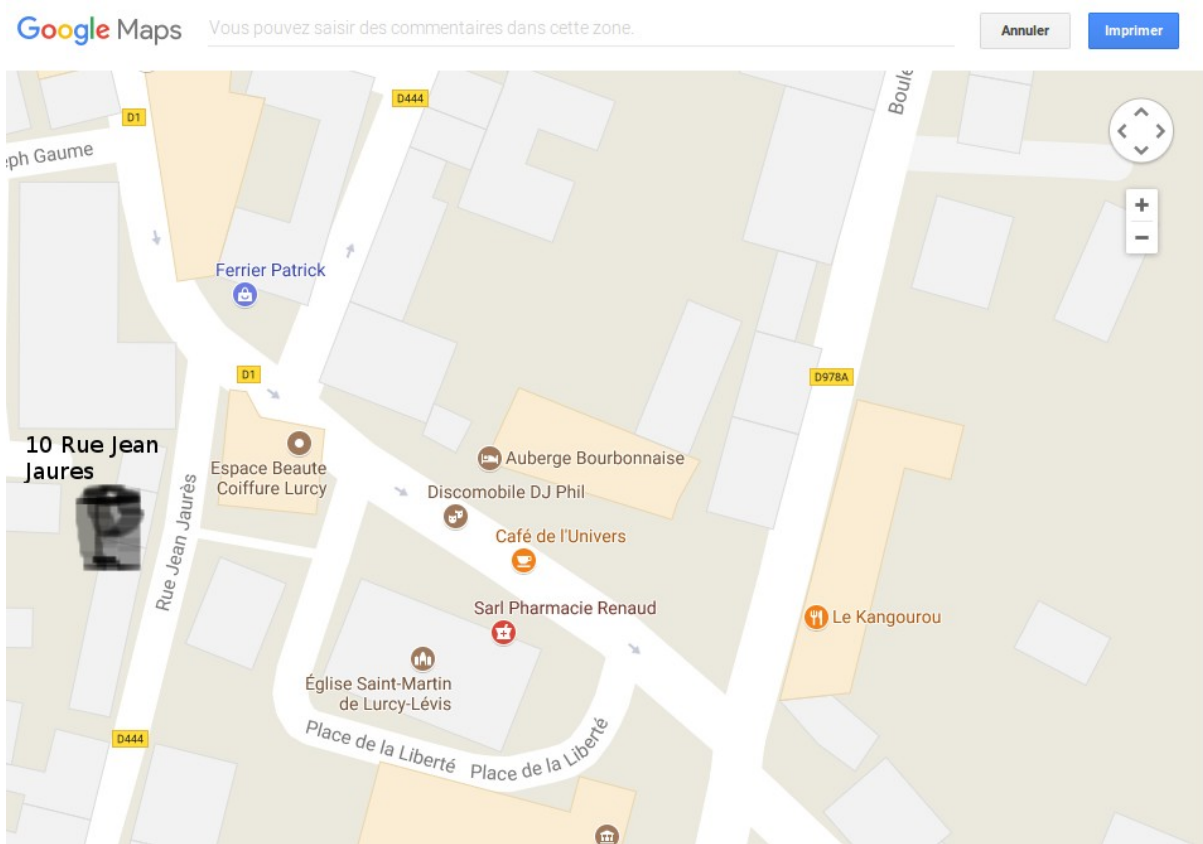 Google Maps
Vous pouvez saisir des commentaires dans cette zone.
Annuler
Imprimer
D444
D1
Boule
eph Gaume
Ferrier Patrick
D1
D978A
10 Rue Jean
Jaures
Espace Beaute
Coiffure Lurcy
Auberge Bourbonnaise
Discomobile DJ Phil
Rue Jean Jaurès
Café de l'Univers
Sarl Pharmacie Renaud
Le Kangourou
Église Saint-Martin
de Lurcy-Lévis
Place de la Liberté
Place de la Liberté
D444